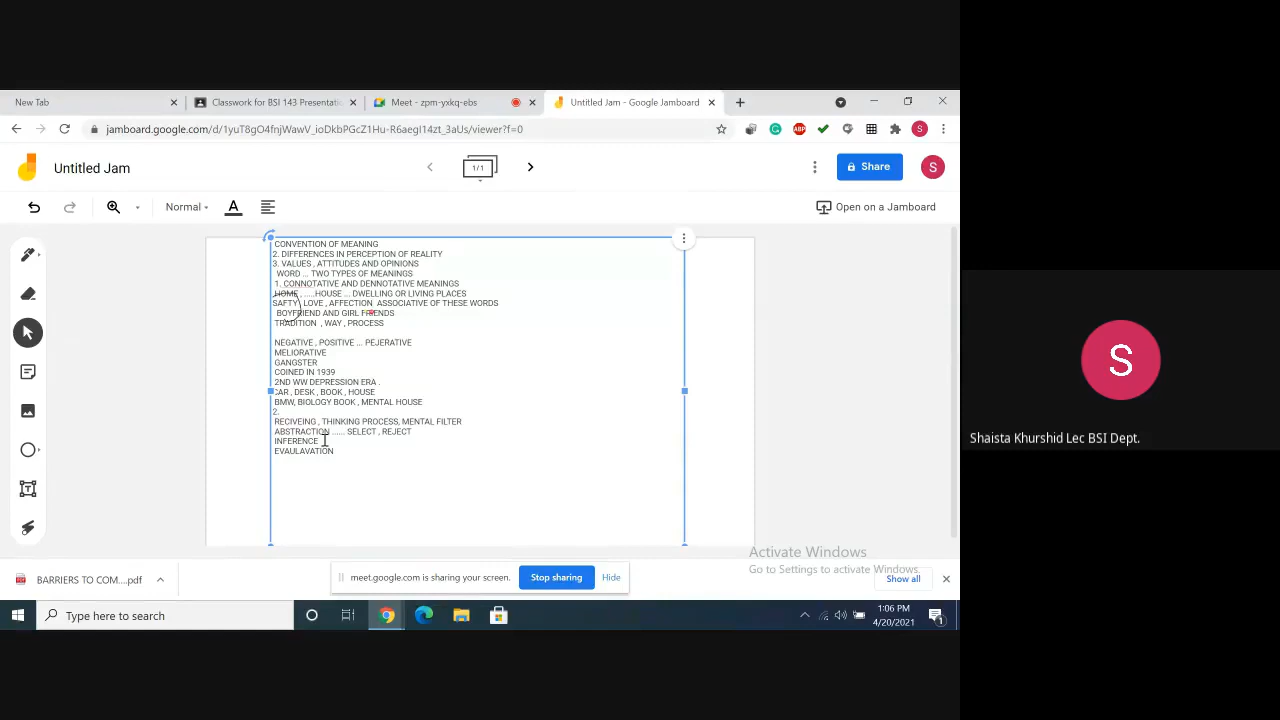 New Tab
Classwork for BSI 143 Presentatio
Meet - zpm-yxkq-ebs
Untitled Jam - Google Jamboard
jamboard.google.com/d/1yuT8gO4fnjWawV_ioDkbPGcZ1Hu-R6aegI14zt_3aUs/viewer?f=0
Untitled Jam
1/1
Share
S
Normal
Open on a Jamboard
CONVENTION OF MEANING
2. DIFFERENCES IN PERCEPTION OF REALITY
3. VALUES , ATTITUDES AND OPINIONS
WORD ... TWO TYPES OF MEANINGS
1. CONNOTATIVE AND DENNOTATIVE MEANINGS
HOME , .....HOUSE ... DWELLING OR LIVING PLACES
SAFTY LOVE , AFFECTION ASSOCIATIVE OF THESE WORDS
BOYFRIEND AND GIRL FRIENDS
TRADITION , WAY , PROCESS
NEGATIVE , POSITIVE ... PEJERATIVE
MELIORATIVE
GANGSTER
COINED IN 1939
2ND WW DEPRESSION ERA .
CAR , DESK , BOOK , HOUSE
BMW, BIOLOGY BOOK , MENTAL HOUSE
2.
RECIVEING , THINKING PROCESS, MENTAL FILTER
ABSTRACTION ...... SELECT , REJECT
INFERENCE
EVAULAVATION
S
Shaista Khurshid Lec BSI Dept.
Activate Windows
Go to Settings to activate Windows.
BARRIERS TO COM....pdf
meet.google.com is sharing your screen.
Stop sharing
Hide
Show all
Type here to search
1:06 PM
4/20/2021